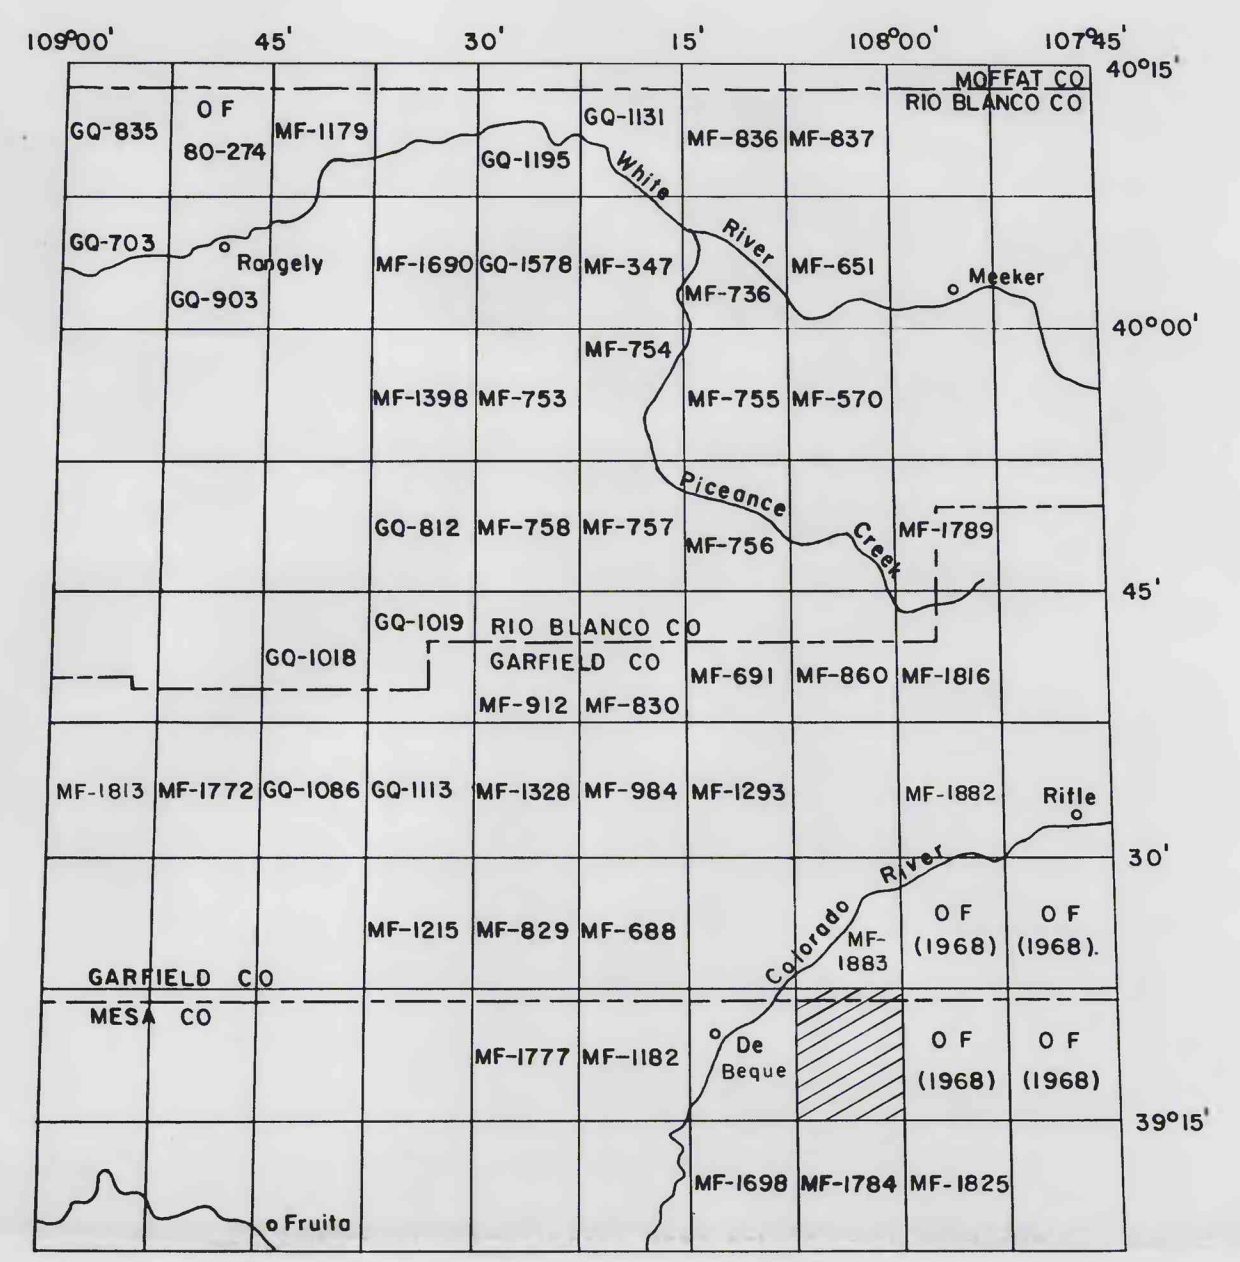 109°00' 45' 30' 15' 108°00' 107°45'
40°15'
MOFFAT CO
RIO BLANCO CO
GQ-835 OF MF-1179 GQ-1131 MF-836 MF-837
80-274
GQ-1195
White
River
GQ-703
Rangely
MF-1690 GQ-1578 MF-347 MF-651
Meeker
GQ-903
MF-736
40°00'
MF-754
MF-1398 MF-753 MF-755 MF-570
Piceance
Creek
GQ-812 MF-758 MF-757 MF-1789
MF-756
45'
GQ-1019 RIO BLANCO CO
GQ-1018 GARFIELD CO
MF-691 MF-860 MF-1816
MF-912 MF-830
MF-1813 MF-1772 GQ-1086 GQ-1113 MF-1328 MF-984 MF-1293 MF-1882 Rifle
30'
River
Colorado
MF-1215 MF-829 MF-688
OF OF
MF- (1968) (1968).
1883
GARFIELD CO
MESA CO
MF-1777 MF-1182 De
Beque
OF OF
(1968) (1968)
39°15'
MF-1698 MF-1784 MF-1825
Fruita